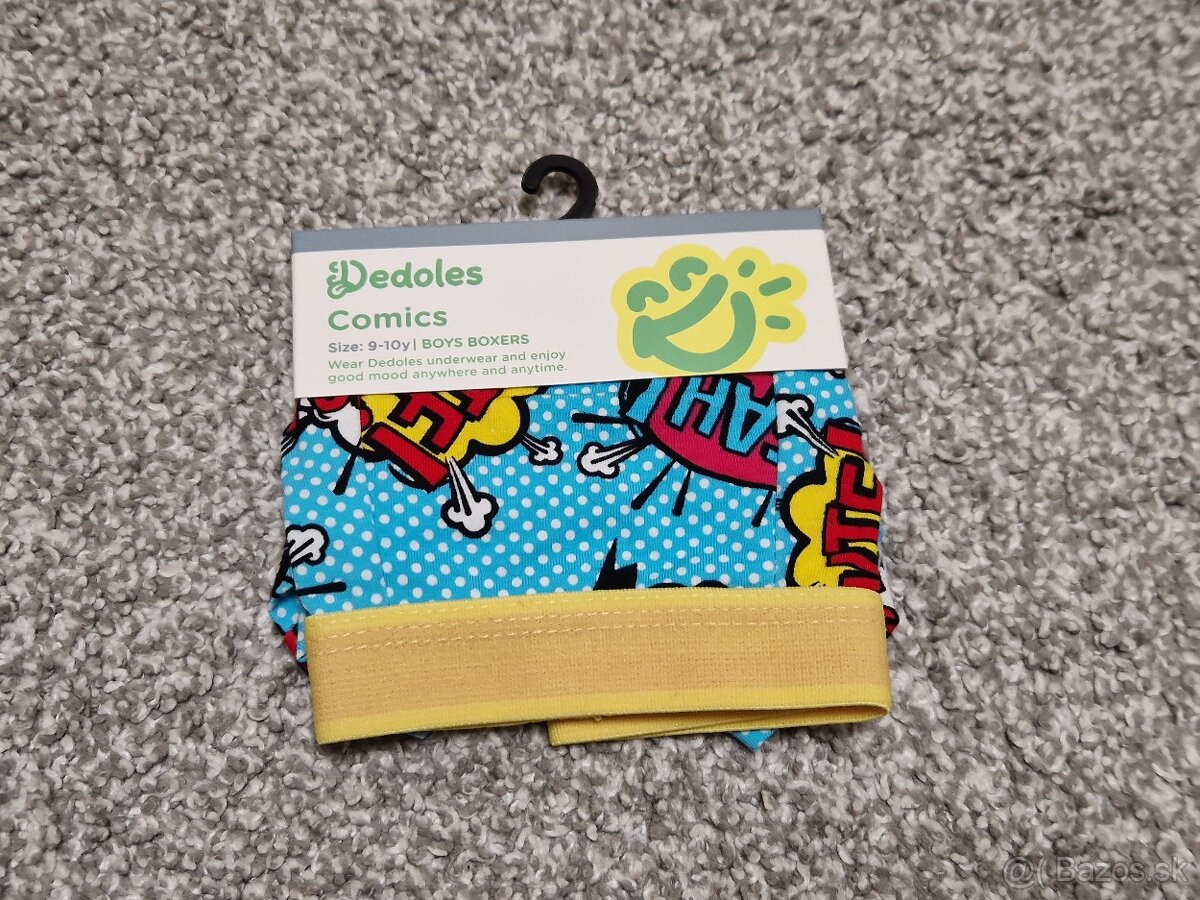 Dedoles
Comics
Size: 9-10y | BOYS BOXERS
Wear Dedoles underwear and enjoy
good mood anywhere and anytime.
@( Bazos.sk